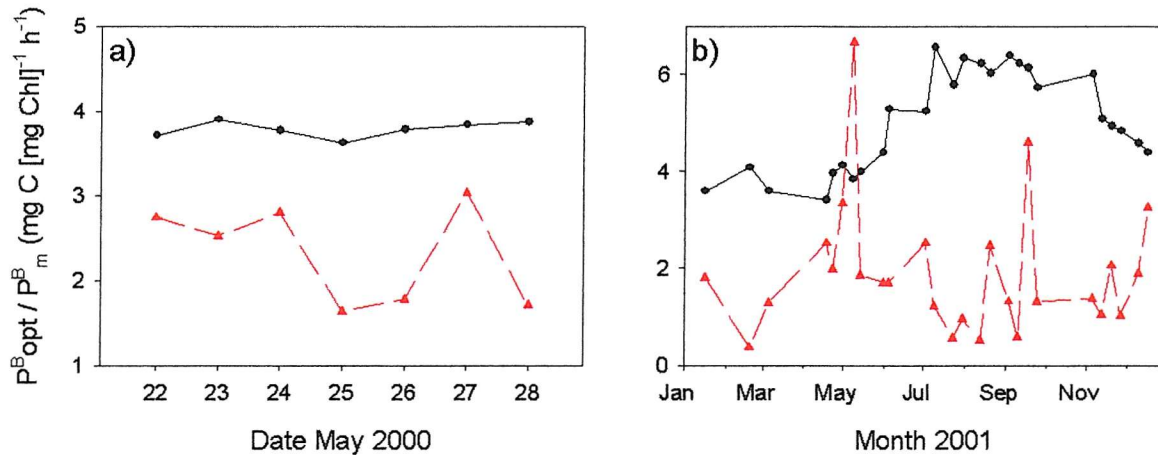 P^B opt / P^B_m (mg C [mg Chl]^-1 h^-1)
a)
5
4
3
2
1
22 23 24 25 26 27 28
Date May 2000
b)
6
4
2
0
Jan Mar May Jul Sep Nov
Month 2001